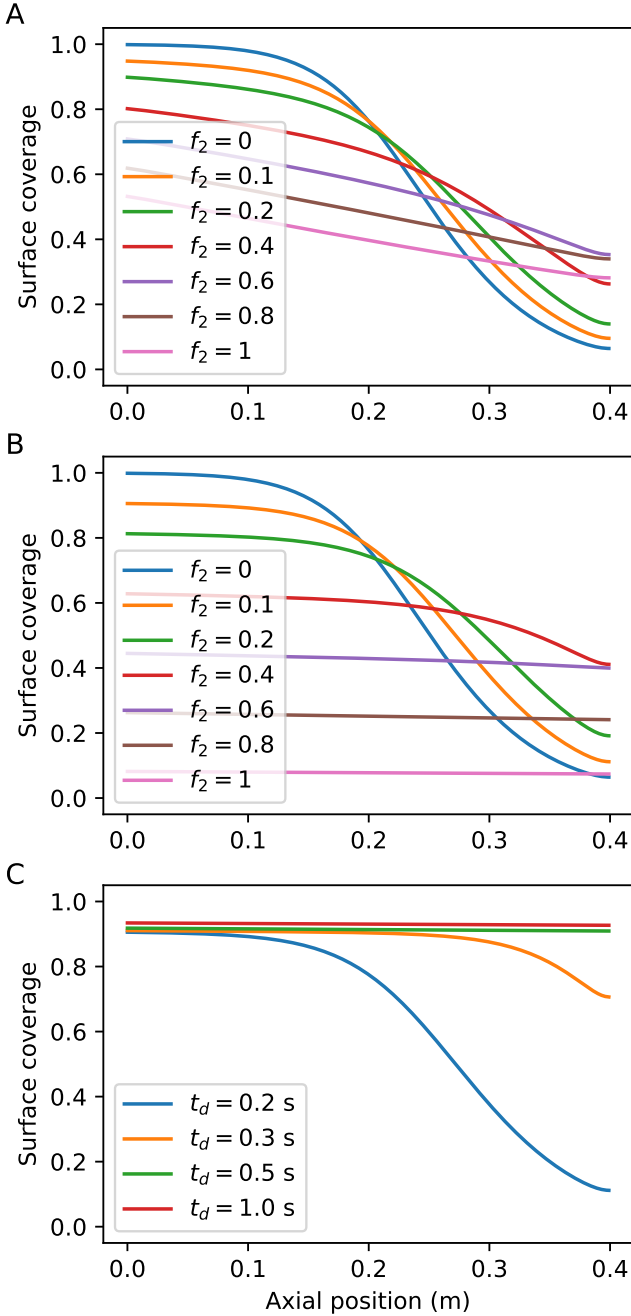 A
1.0
0.8
0.6
0.4
0.2
0.0
Surface coverage
f₂ = 0
f₂ = 0.1
f₂ = 0.2
f₂ = 0.4
f₂ = 0.6
f₂ = 0.8
f₂ = 1
0.0 0.1 0.2 0.3 0.4
B
1.0
0.8
0.6
0.4
0.2
0.0
Surface coverage
f₂ = 0
f₂ = 0.1
f₂ = 0.2
f₂ = 0.4
f₂ = 0.6
f₂ = 0.8
f₂ = 1
0.0 0.1 0.2 0.3 0.4
C
1.0
0.8
0.6
0.4
0.2
0.0
Surface coverage
t_d = 0.2 s
t_d = 0.3 s
t_d = 0.5 s
t_d = 1.0 s
0.0 0.1 0.2 0.3 0.4
Axial position (m)